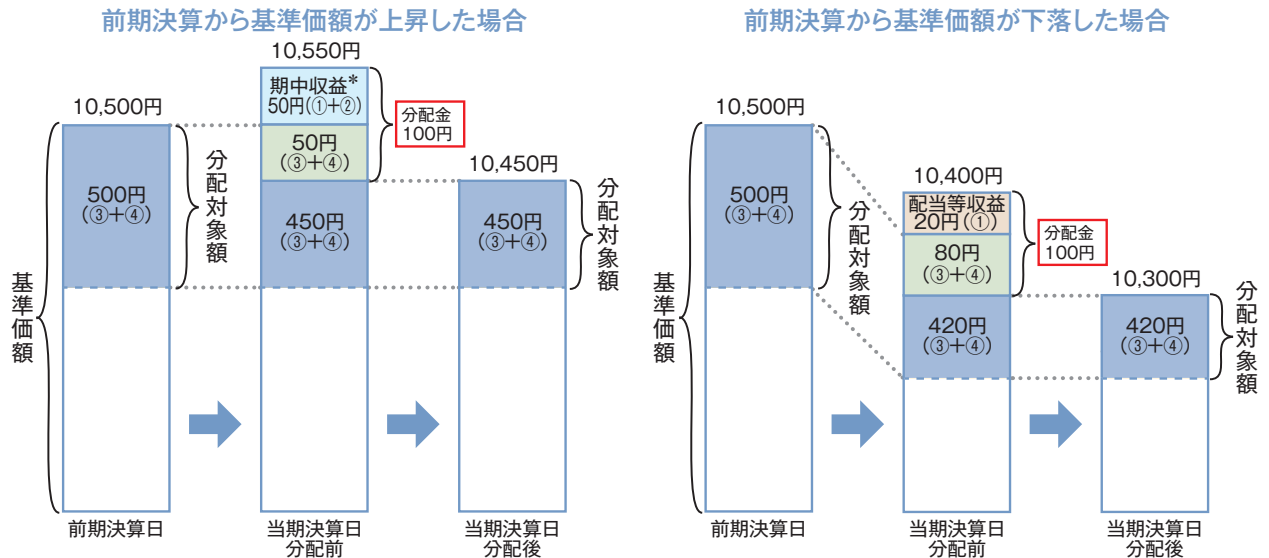 前期決算から基準価額が上昇した場合
10,500円
基準価額
500円
(③+④)
分配対象額
前期決算日
10,550円
期中収益*
50円(①+②)
50円
(③+④)
450円
(③+④)
分配金
100円
当期決算日
分配前
10,450円
450円
(③+④)
分配対象額
当期決算日
分配後
前期決算から基準価額が下落した場合
10,500円
基準価額
500円
(③+④)
分配対象額
前期決算日
10,400円
配当等収益
20円(①)
80円
(③+④)
420円
(③+④)
分配金
100円
当期決算日
分配前
10,300円
420円
(③+④)
分配対象額
当期決算日
分配後